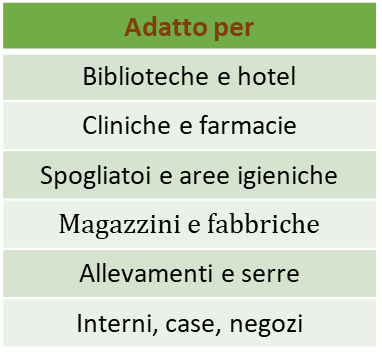 Adatto per
Biblioteche e hotel
Cliniche e farmacie
Spogliatoi e aree igieniche
Magazzini e fabbriche
Allevamenti e serre
Interni, case, negozi